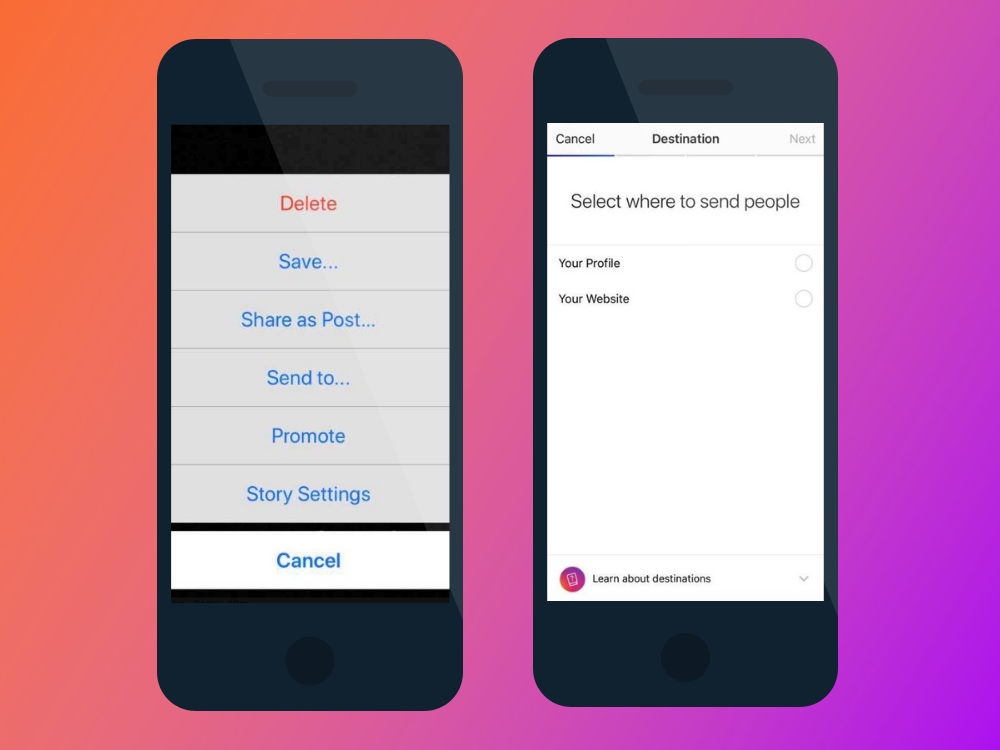 Delete
Save...
Share as Post...
Send to...
Promote
Story Settings
Cancel
Cancel Destination Next
Select where to send people
Your Profile
Your Website
Learn about destinations